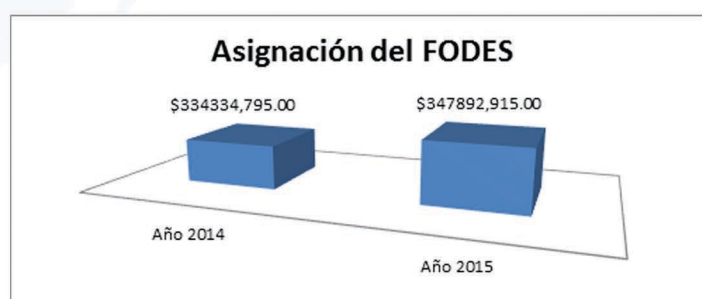 Asignación del FODES
$334334,795.00
$347892,915.00
Año 2014
Año 2015